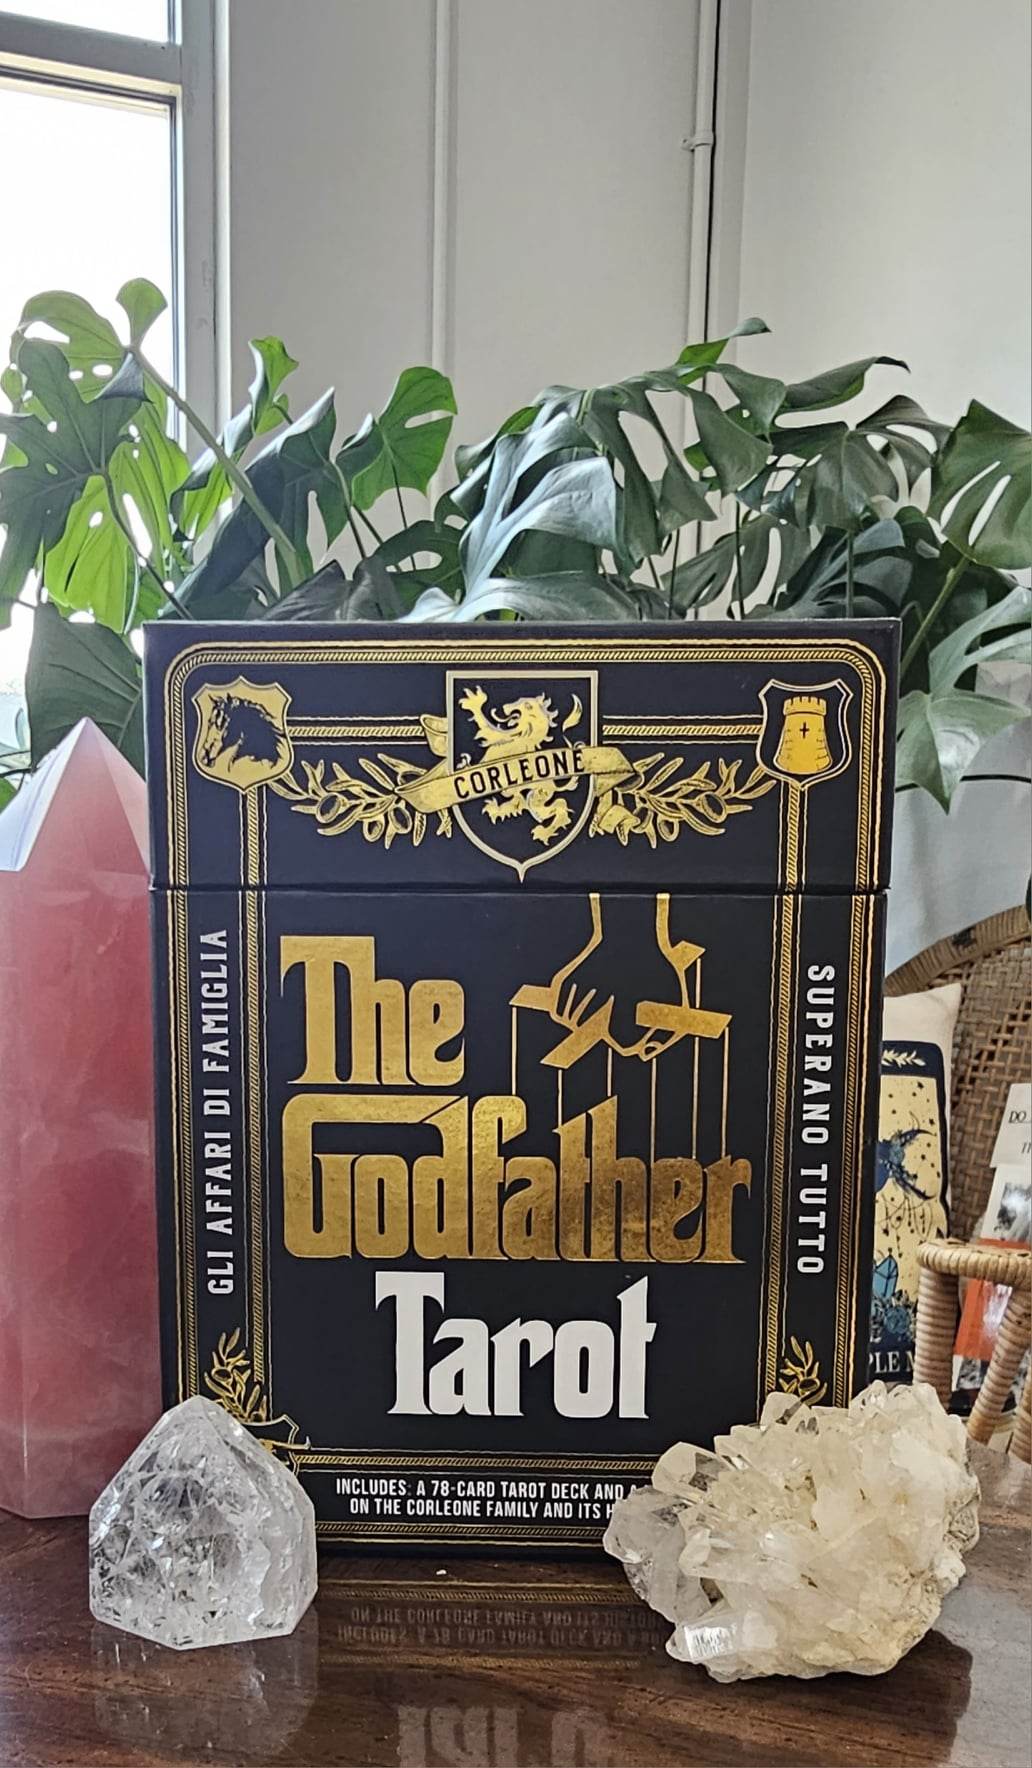 CORLEONE
The
Godfather
Tarot
GLI AFFARI DI FAMIGLIA
SUPERANO TUTTO
INCLUDES: A 78-CARD TAROT DECK AND A
ON THE CORLEONE FAMILY AND ITS
DO